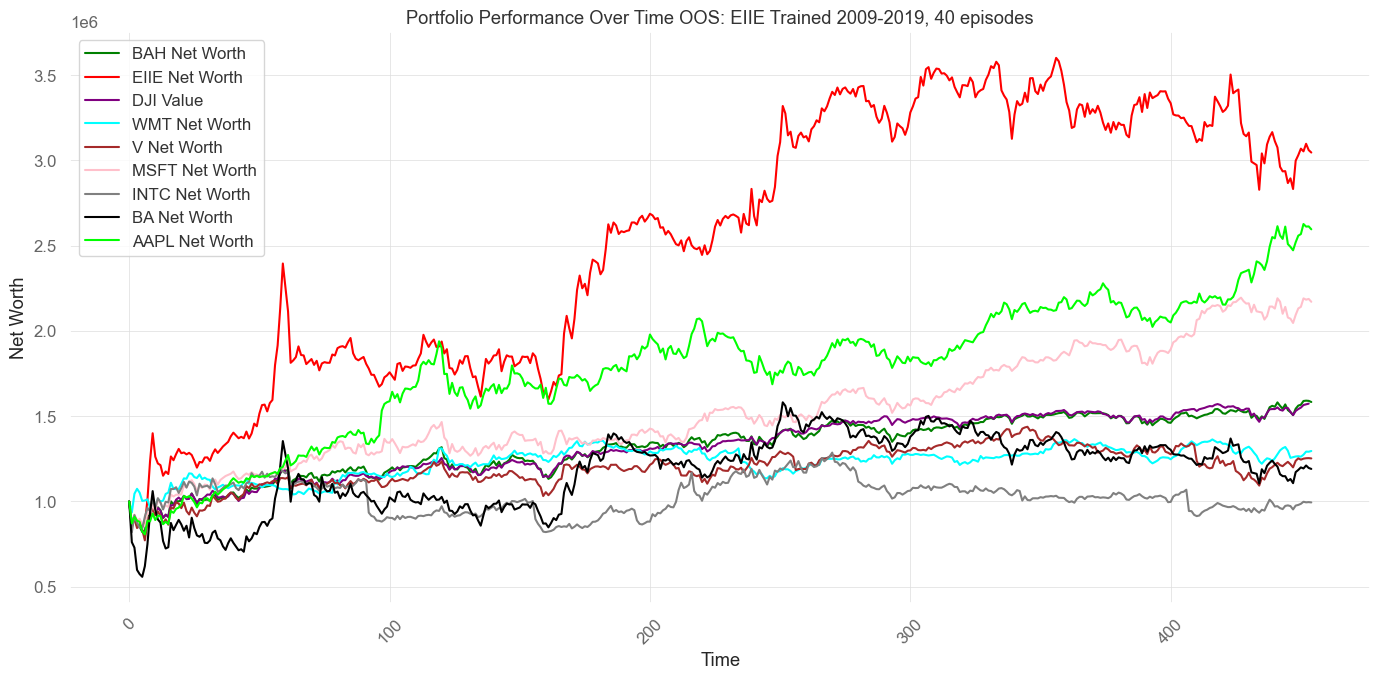 Portfolio Performance Over Time OOS: EIIE Trained 2009-2019, 40 episodes
1e6
BAH Net Worth
EIIE Net Worth
DJI Value
WMT Net Worth
V Net Worth
MSFT Net Worth
INTC Net Worth
BA Net Worth
AAPL Net Worth
3.5
3.0
2.5
2.0
1.5
1.0
0.5
Net Worth
0
100
200
300
400
Time